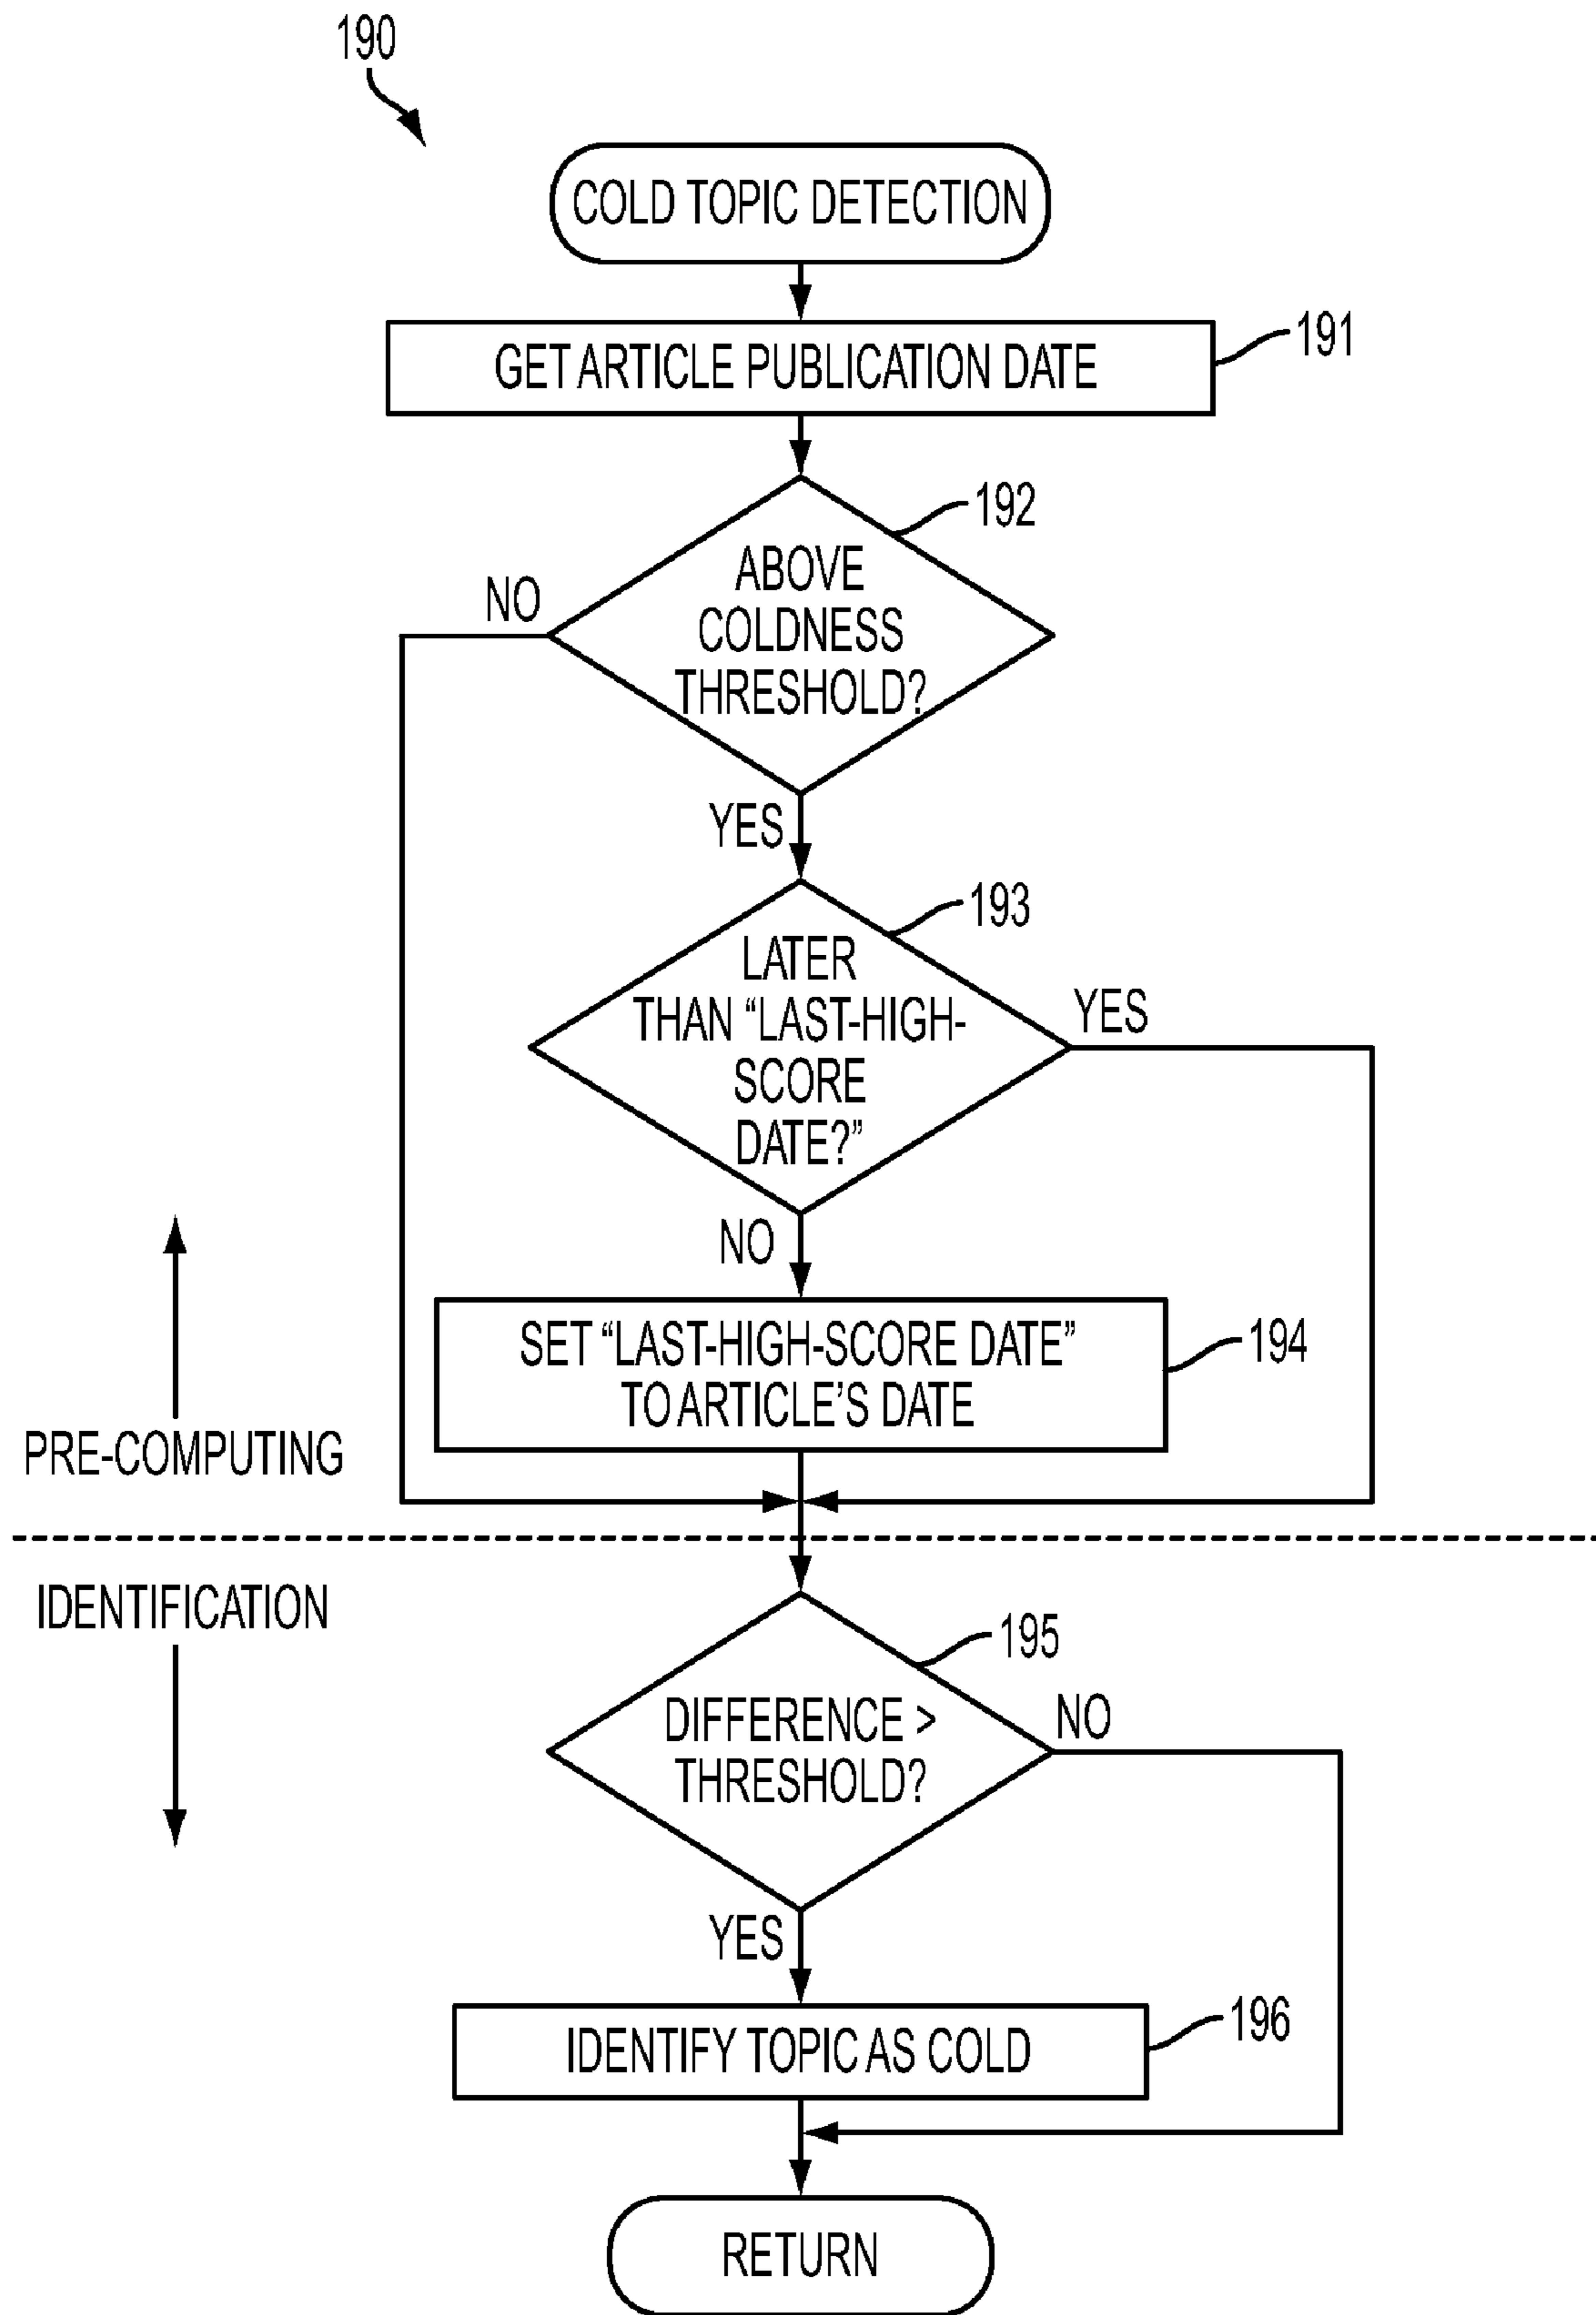 190
COLD TOPIC DETECTION
GET ARTICLE PUBLICATION DATE
191
192
ABOVE
COLDNESS
THRESHOLD?
NO
YES
193
LATER
THAN “LAST-HIGH-
SCORE
DATE?”
YES
NO
SET “LAST-HIGH-SCORE DATE”
TO ARTICLE’S DATE
194
PRE-COMPUTING
IDENTIFICATION
195
DIFFERENCE >
THRESHOLD?
NO
YES
IDENTIFY TOPIC AS COLD
196
RETURN